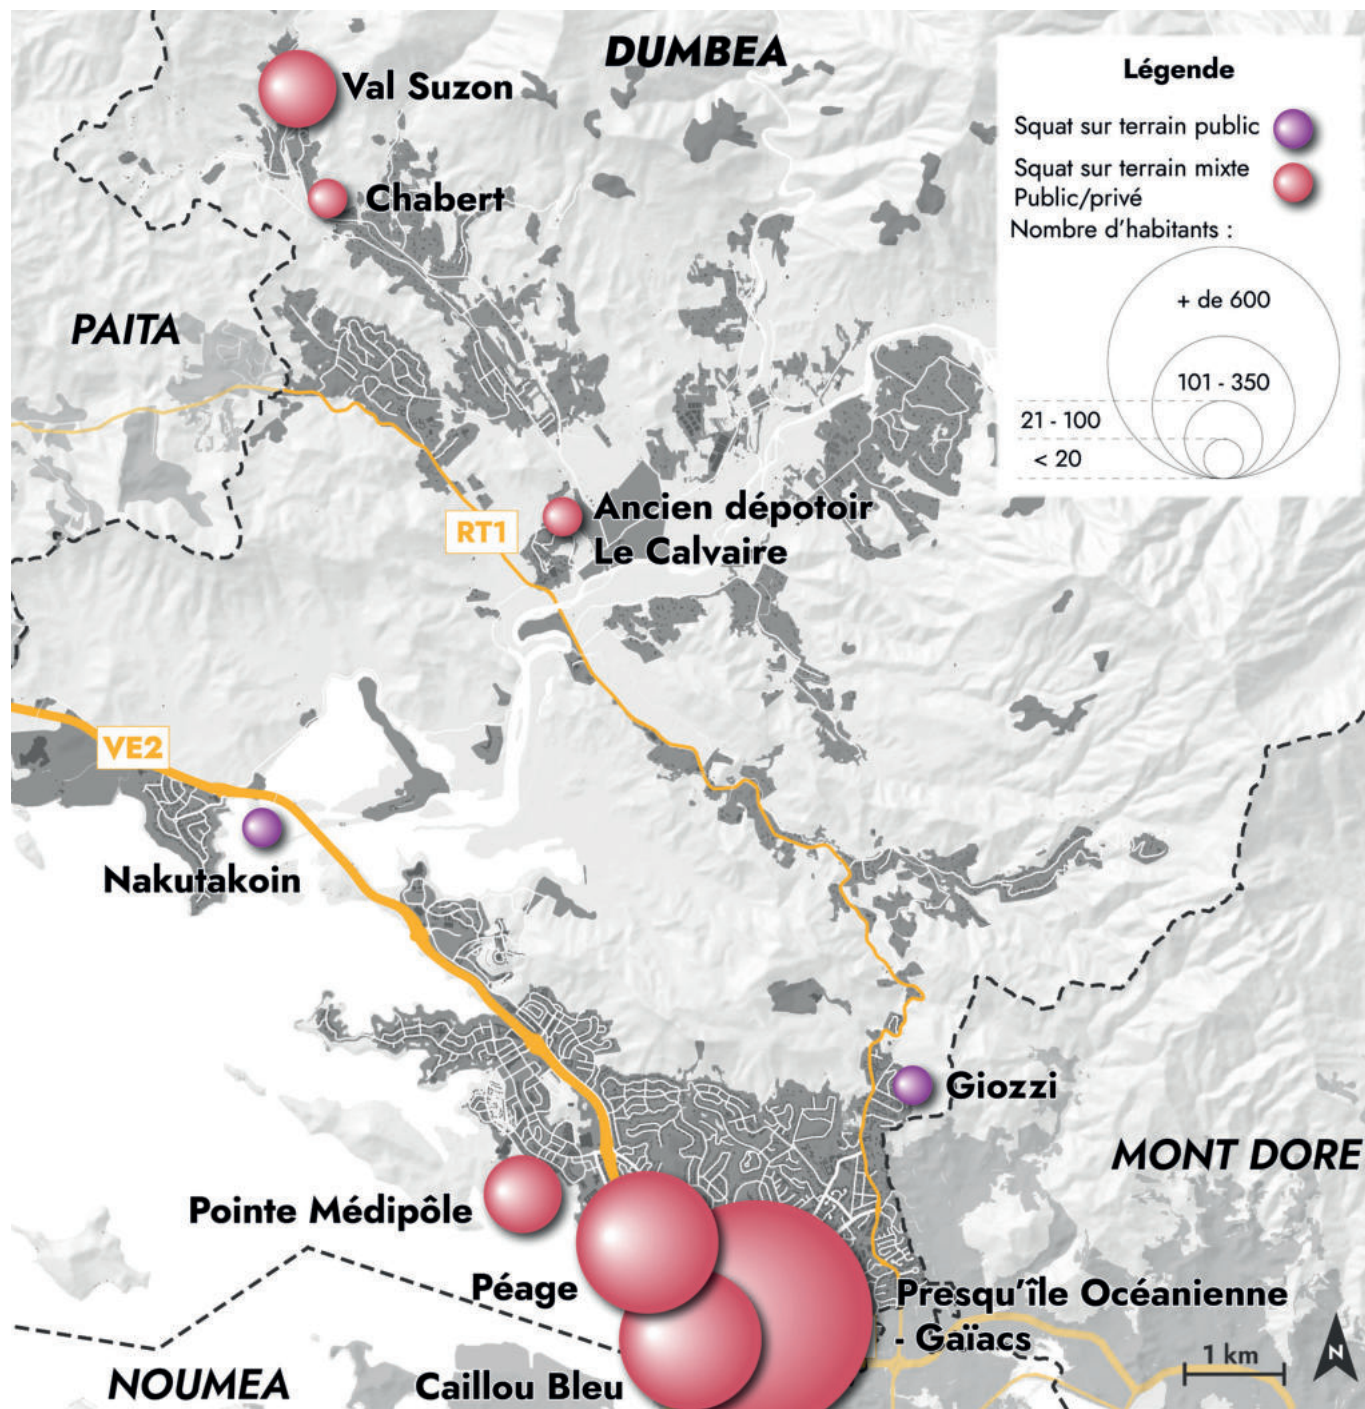 DUMBEA
Val Suzon
Chabert
PAITA
Légende
Squat sur terrain public
Squat sur terrain mixte
Public/privé
Nombre d'habitants :
+ de 600
101 - 350
21 - 100
< 20
RT1
Ancien dépotoir
Le Calvaire
VE2
Nakutakoin
Giozzi
MONT DORE
Pointe Médipôle
Péage
Presqu'île Océanienne
- Gaïacs
Caillou Bleu
NOUMEA
1 km
N